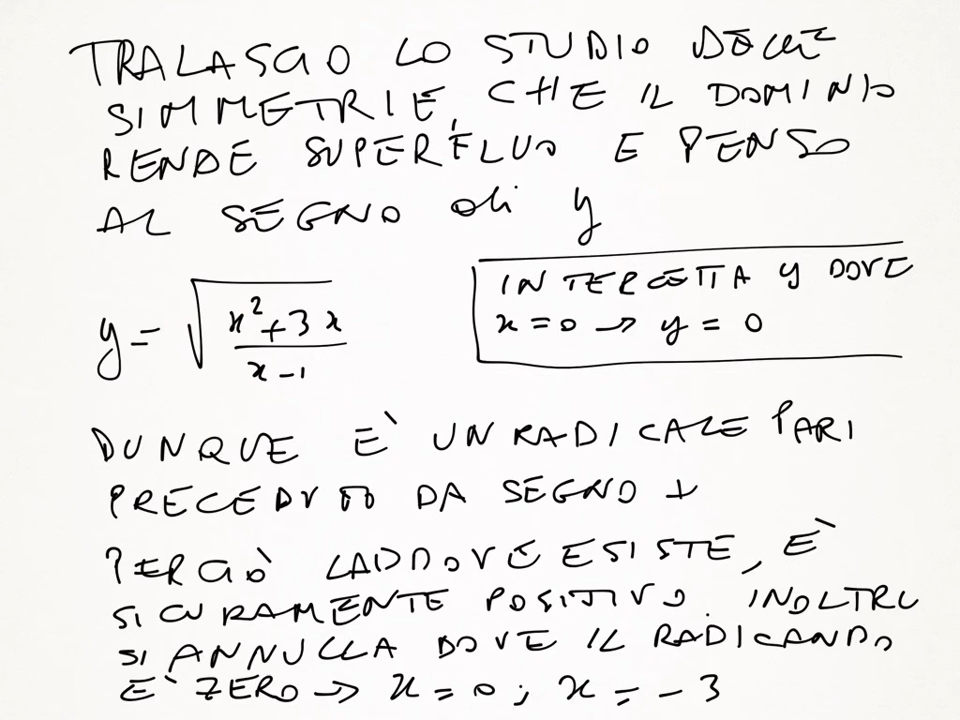 TRALASCIO LO STUDIO DELLE
SIMMETRIE, CHE IL DOMINIO
RENDE SUPERFLUO E PENSO
AL SEGNO di y
INTERCETTA y DOVE
x = 0 → y = 0
y = √((x²+3x)/(x-1))
DUNQUE E' UN RADICALE PARI
PRECEDUTO DA SEGNO +
PERCIÒ LADDOVE ESISTE, E'
SICURAMENTE POSITIVO. INOLTRE
SI ANNULLA DOVE IL RADICANDO
E' ZERO → x = 0 ; x = -3